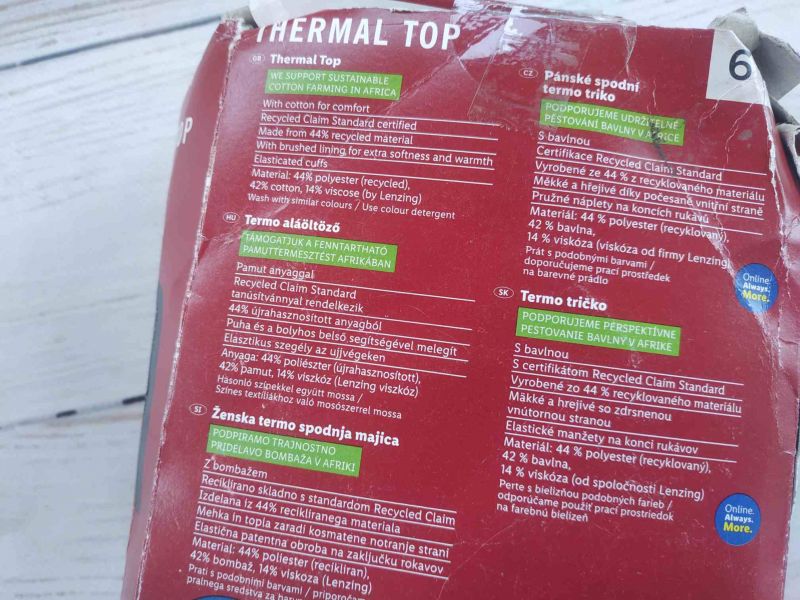 THERMAL TOP
GB Thermal Top
WE SUPPORT SUSTAINABLE
COTTON FARMING IN AFRICA
With cotton for comfort
Recycled Claim Standard certified
Made from 44% recycled material
With brushed lining for extra softness and warmth
Elasticated cuffs
Material: 44% polyester (recycled),
42% cotton, 14% viscose (by Lenzing)
Wash with similar colours / Use colour detergent
HU Termo aláöltöző
TÁMOGATJUK A FENNTARTHATÓ
PAMUTTERMESZTÉST AFRIKÁBAN
Pamut anyaggal
Recycled Claim Standard
tanúsítvánnyal rendelkezik
44% újrahasznosított anyagból
Puha és a bolyhos belső segítségével melegít
Elasztikus szegély az ujjvégeken
Anyaga: 44% poliészter (újrahasznosított),
42% pamut, 14% viszkóz (Lenzing viszkóz)
Hasonló színekkel együtt mossa /
Színes textíliákhoz való mosószerrel mossa
SI Ženska termo spodnja majica
PODPIRAMO TRAJNOSTNO
PRIDELAVO BOMBAŽA V AFRIKI
Z bombažem
Reciklirano skladno s standardom Recycled Claim
Izdelana iz 44% recikliranega materiala
Mehka in topla zaradi kosmatene notranje strani
Elastična patentna obroba na zaključku rokavov
Material: 44% poliester (recikliran),
42% bombaž, 14% viskoza (Lenzing)
Prati s podobnimi barvami / priporočamo
pralnega sredstva za
CZ Pánské spodní
termo triko
PODPORUJEME UDRŽITELNÉ
PĚSTOVÁNÍ BAVLNY V AFRICE
S bavlnou
Certifikace Recycled Claim Standard
Vyrobené ze 44 % z recyklovaného materiálu
Měkké a hřejivé díky počesané vnitřní straně
Pružné náplety na koncích rukávů
Materiál: 44 % polyester (recyklovaný),
42 % bavlna,
14 % viskóza (viskóza od firmy Lenzing)
Prát s podobnými barvami /
doporučujeme prací prostředek
na barevné prádlo
SK Termo tričko
PODPORUJEME PERSPEKTÍVNE
PESTOVANIE BAVLNY V AFRIKE
S bavlnou
S certifikátom Recycled Claim Standard
Vyrobené zo 44 % recyklovaného materiálu
Mäkké a hrejivé so zdrsnenou
vnútornou stranou
Elastické manžety na konci rukávov
Materiál: 44 % polyester (recyklovaný),
42 % bavlna,
14 % viskóza (od spoločnosti Lenzing)
Perte s bielizňou podobných farieb /
odporúčame použiť prací prostriedok
na farebnú bielizeň
6
Online.
Always.
More.
Online.
Always.
More.
OP